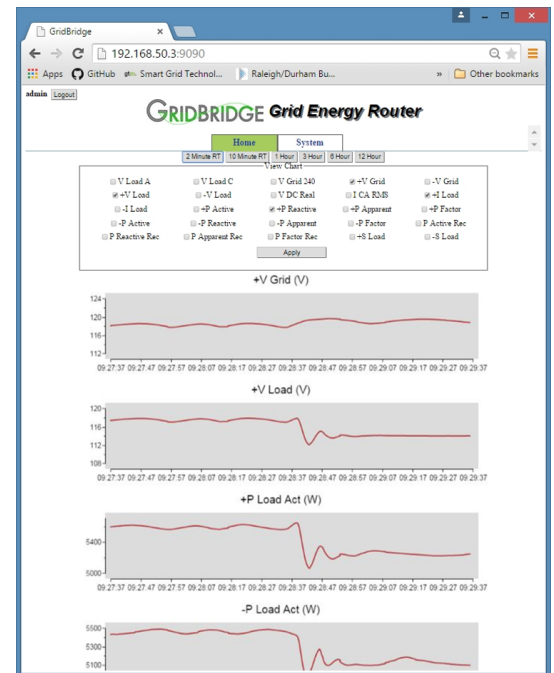 GridBridge
192.168.50.3:9090
Apps GitHub Smart Grid Technol... Raleigh/Durham Bu... » Other bookmarks
admin Logout
GRIDBRIDGE Grid Energy Router
Home System
2 Minute RT 10 Minute RT 1 Hour 3 Hour 6 Hour 12 Hour
View Chart
V Load A V Load C V Grid 240 +V Grid -V Grid
+V Load -V Load V DC Real I CA RMS +I Load
-I Load +P Active +P Reactive +P Apparent +P Factor
-P Active -P Reactive -P Apparent -P Factor P Active Rec
P Reactive Rec P Apparent Rec P Factor Rec +S Load -S Load
Apply
+V Grid (V)
124
120
116
112
09:27:37 09:27:47 09:27:57 09:28:07 09:28:17 09:28:27 09:28:37 09:28:47 09:28:57 09:29:07 09:29:17 09:29:27 09:29:37
+V Load (V)
120
116
112
108
09:27:37 09:27:47 09:27:57 09:28:07 09:28:17 09:28:27 09:28:37 09:28:47 09:28:57 09:29:07 09:29:17 09:29:27 09:29:37
+P Load Act (W)
5400
5000
09:27:37 09:27:47 09:27:57 09:28:07 09:28:17 09:28:27 09:28:37 09:28:47 09:28:57 09:29:07 09:29:17 09:29:27 09:29:37
-P Load Act (W)
5500
5300
5100